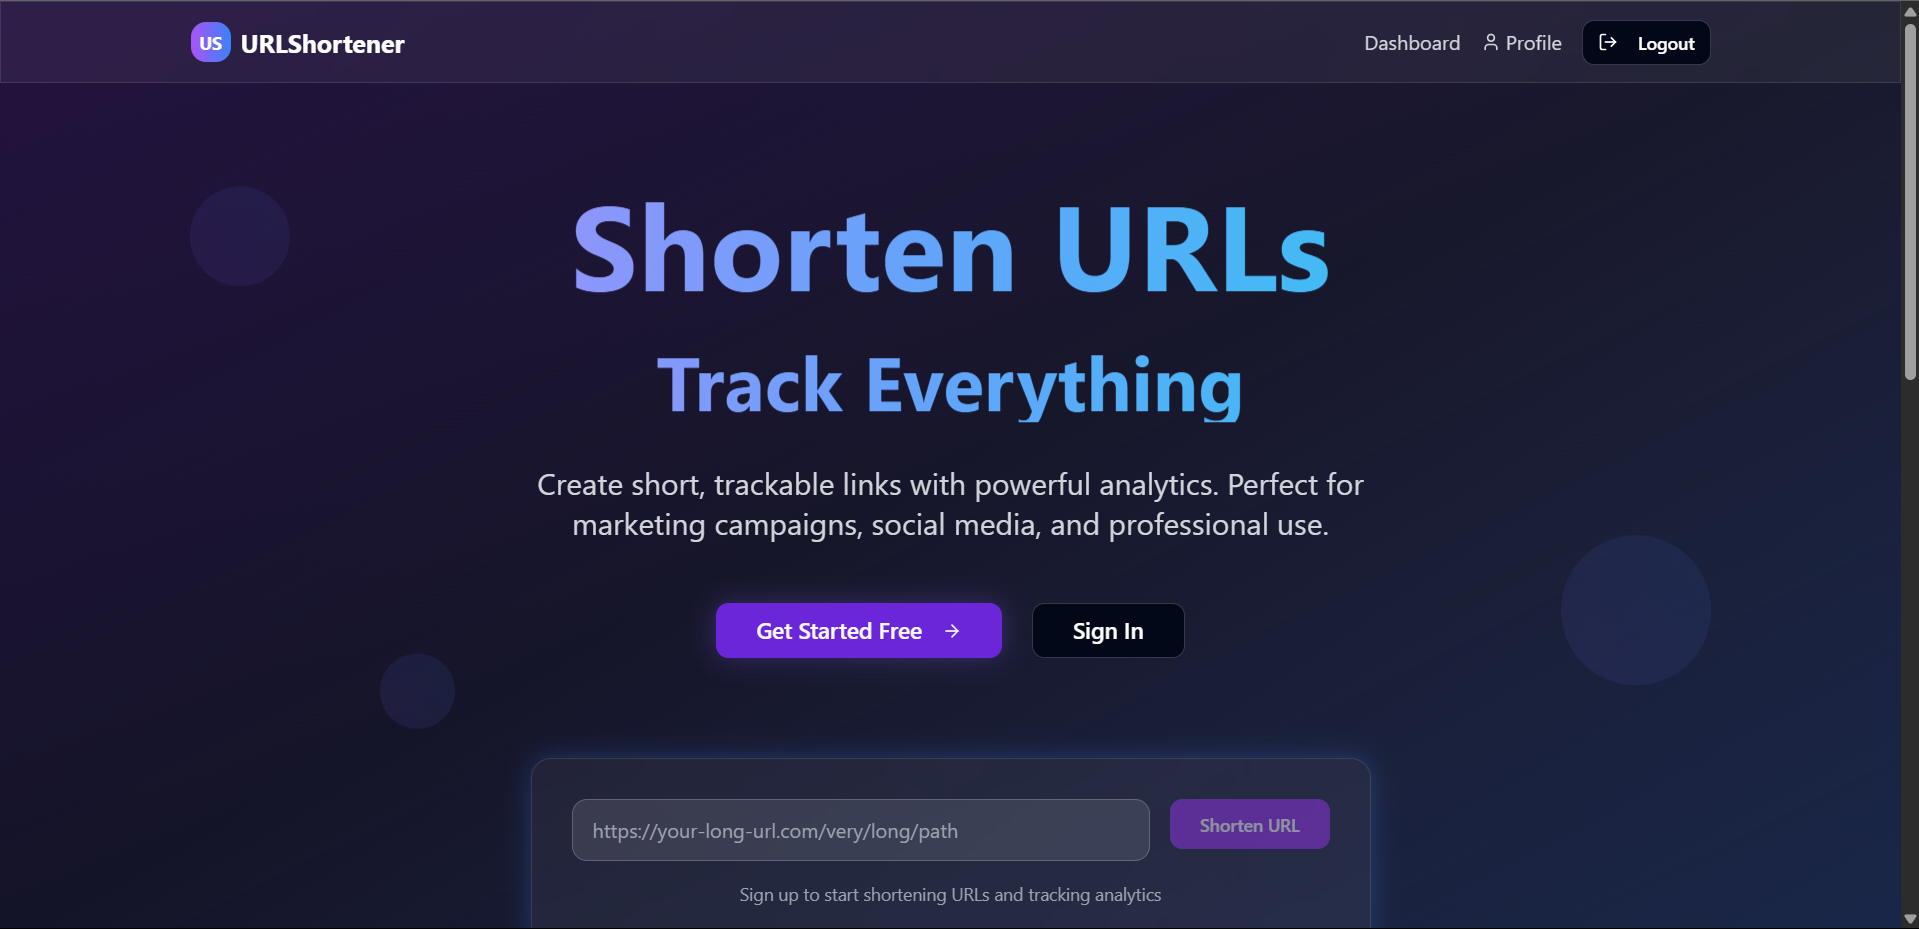 US URLShortener
Dashboard Profile Logout
Shorten URLs
Track Everything
Create short, trackable links with powerful analytics. Perfect for
marketing campaigns, social media, and professional use.
Get Started Free → Sign In
https://your-long-url.com/very/long/path Shorten URL
Sign up to start shortening URLs and tracking analytics